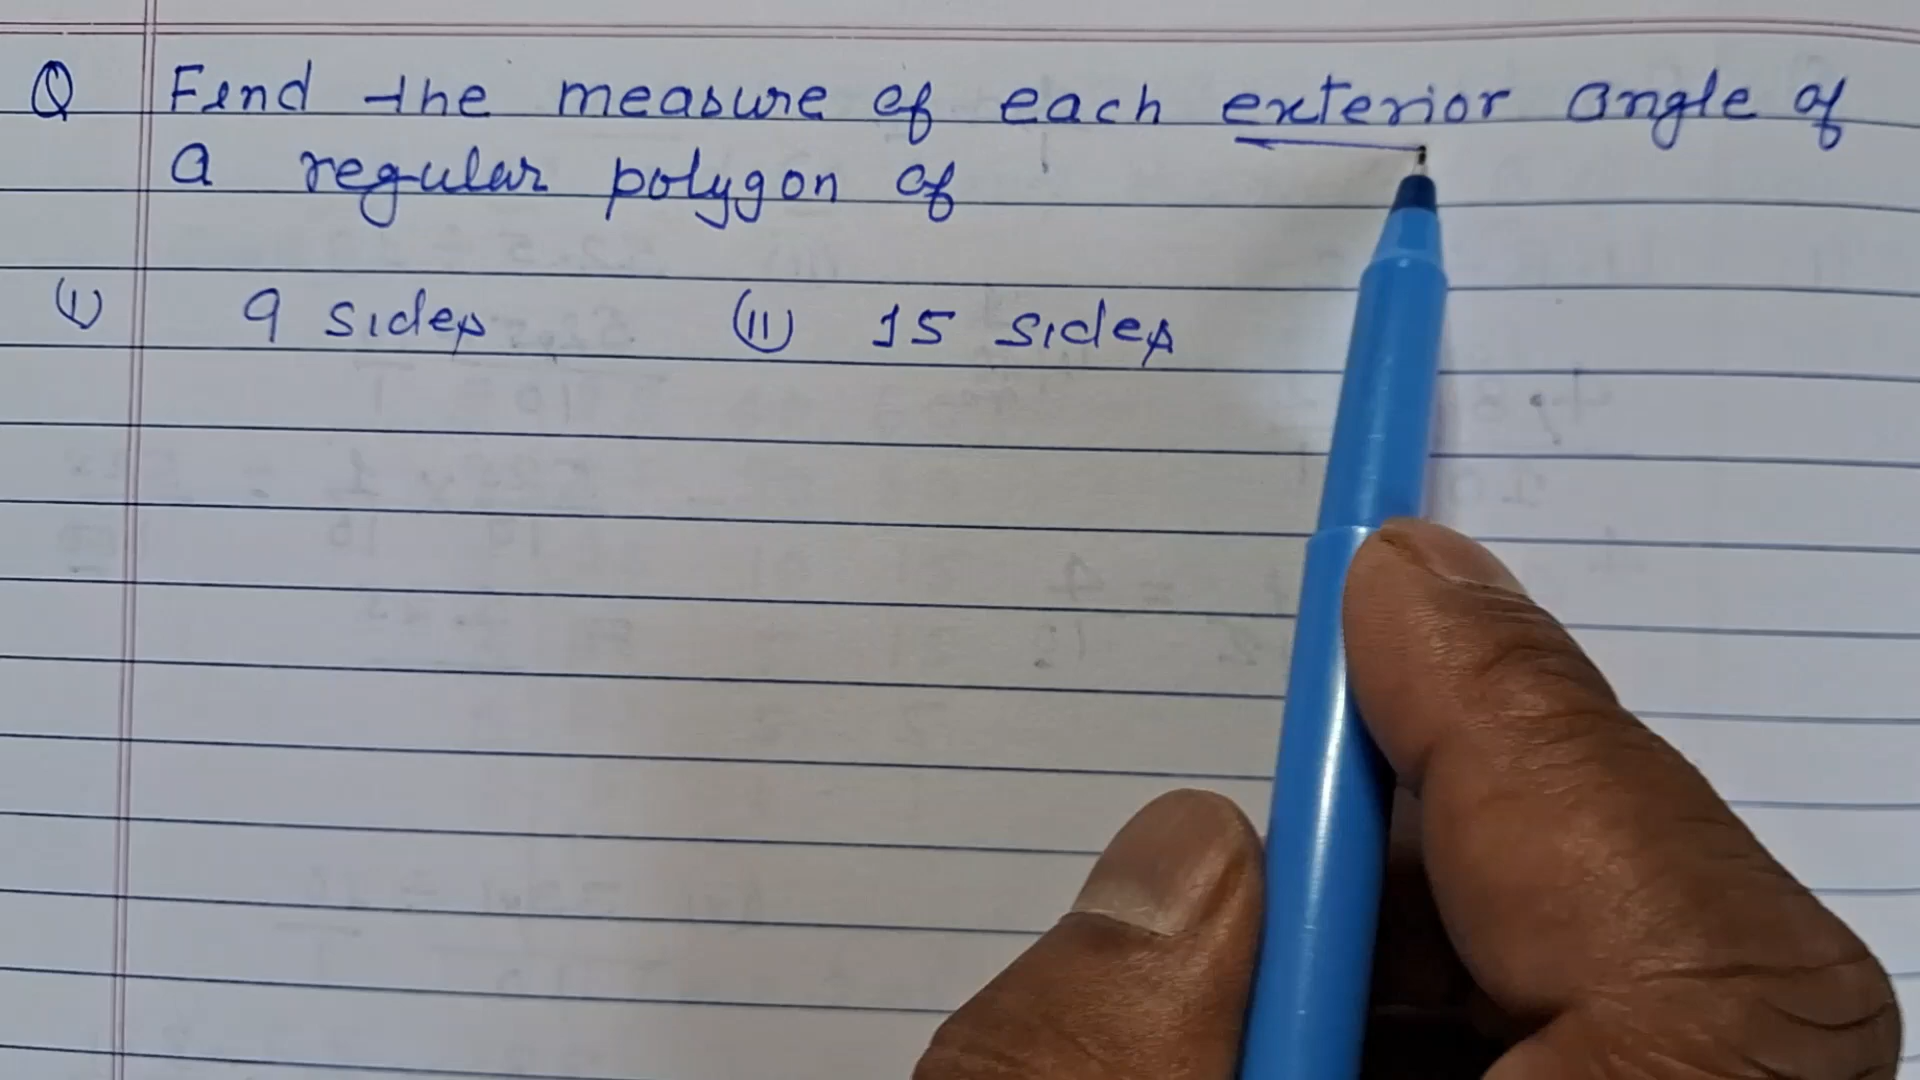 Q Find the measure of each exterior angle of
a regular polygon of
(i) 9 sides (ii) 15 sides